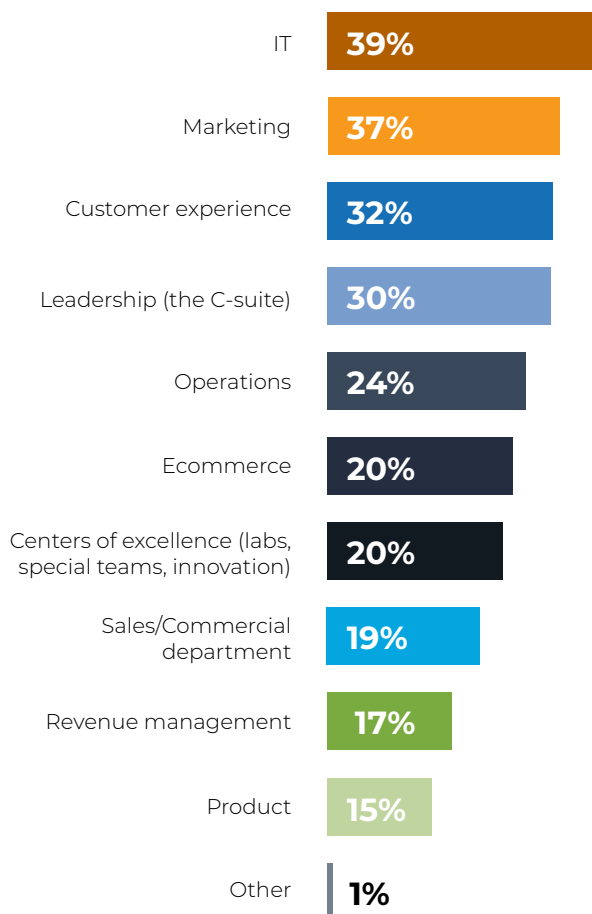 IT
39%
Marketing
37%
Customer experience
32%
Leadership (the C-suite)
30%
Operations
24%
Ecommerce
20%
Centers of excellence (labs,
special teams, innovation)
20%
Sales/Commercial
department
19%
Revenue management
17%
Product
15%
Other
1%